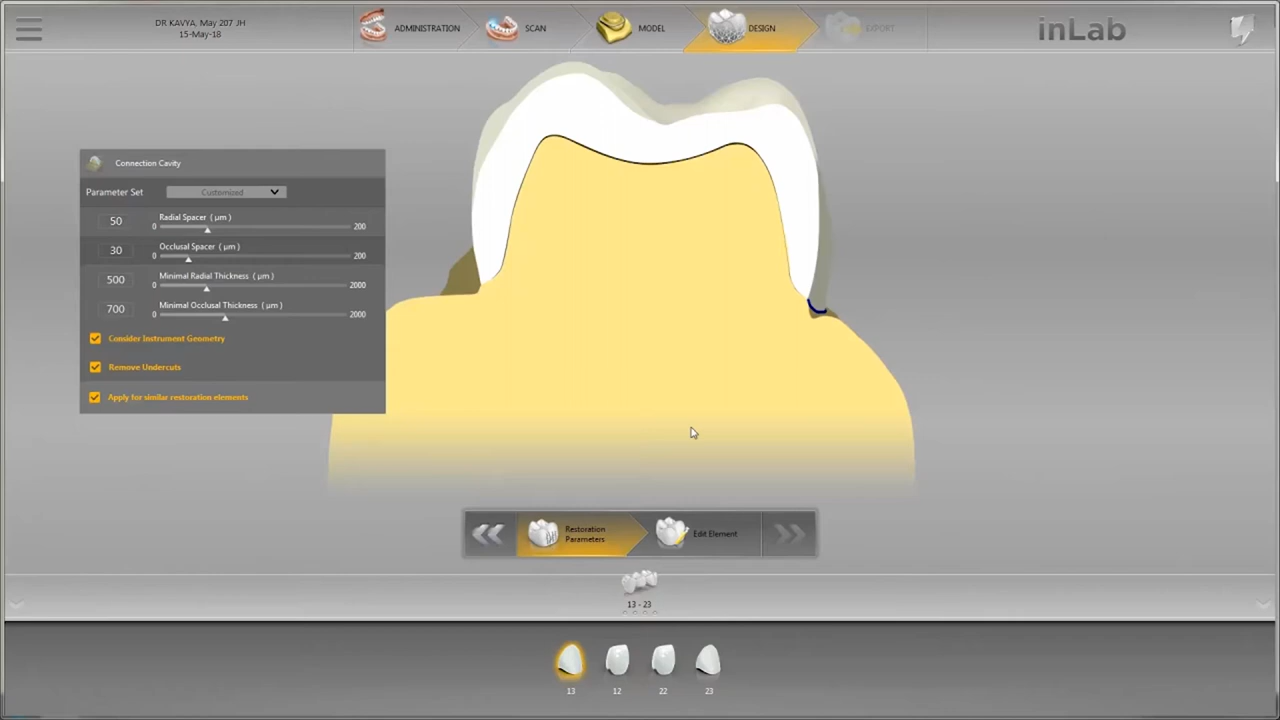 DR KAVYA, May 207 JH
15-May-18
ADMINISTRATION
SCAN
MODEL
DESIGN
EXPORT
inLab
Connection Cavity
Parameter Set
Customized
50
Radial Spacer ( µm )
0
200
30
Occlusal Spacer ( µm )
0
200
500
Minimal Radial Thickness ( µm )
0
2000
700
Minimal Occlusal Thickness ( µm )
0
2000
Consider Instrument Geometry
Remove Undercuts
Apply for similar restoration elements
Restoration
Parameters
Edit Element
13 - 23
13
12
22
23